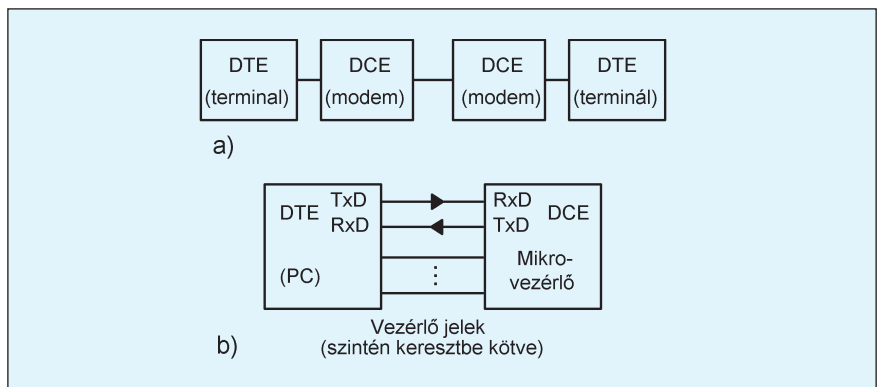 DTE DCE DCE DTE
(terminal) (modem) (modem) (terminál)
a)
TxD RxD
DTE DCE
RxD TxD
(PC) Mikro-
vezérlő
Vezérlő jelek
b) (szintén keresztbe kötve)